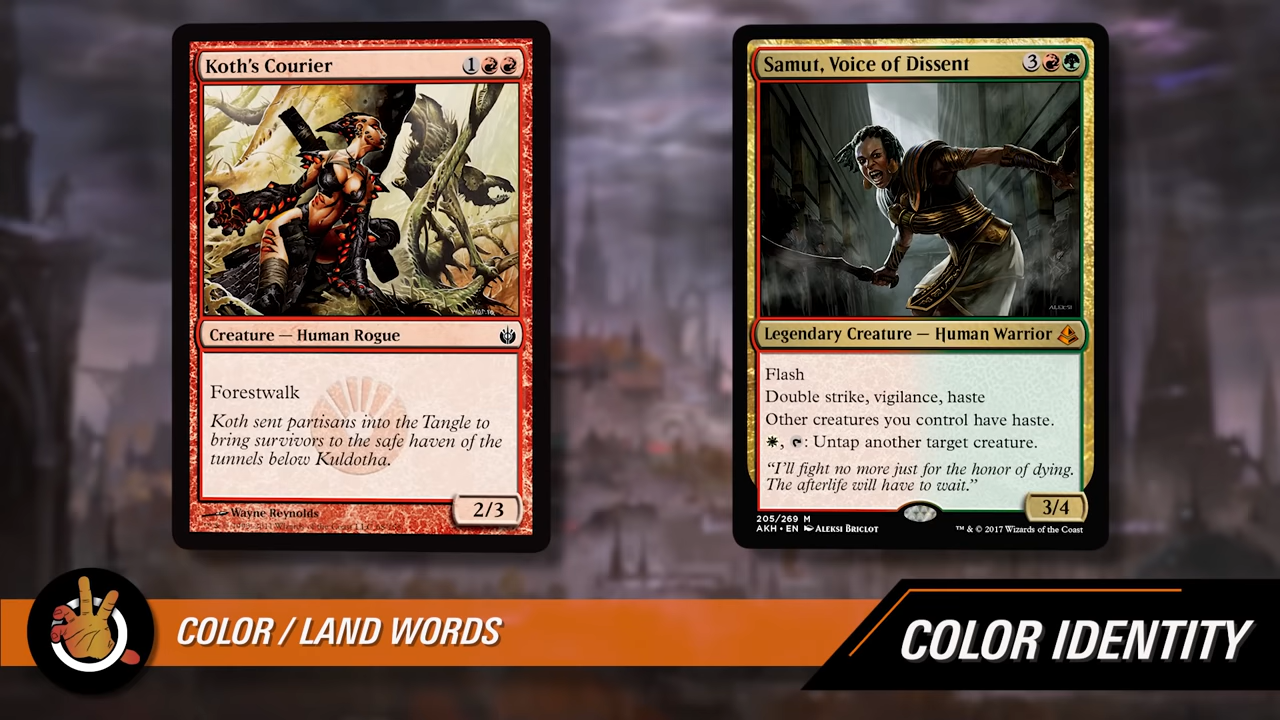 Koth's Courier
1
Creature — Human Rogue
Forestwalk
Koth sent partisans into the Tangle to
bring survivors to the safe haven of the
tunnels below Kuldotha.
Wayne Reynolds
2/3
Samut, Voice of Dissent
3
Legendary Creature — Human Warrior
Flash
Double strike, vigilance, haste
Other creatures you control have haste.
, : Untap another target creature.
“I'll fight no more just for the honor of dying.
The afterlife will have to wait.”
3/4
205/269 M
AKH • EN Aleksi Briclot
™ & © 2017 Wizards of the Coast
COLOR / LAND WORDS
COLOR IDENTITY